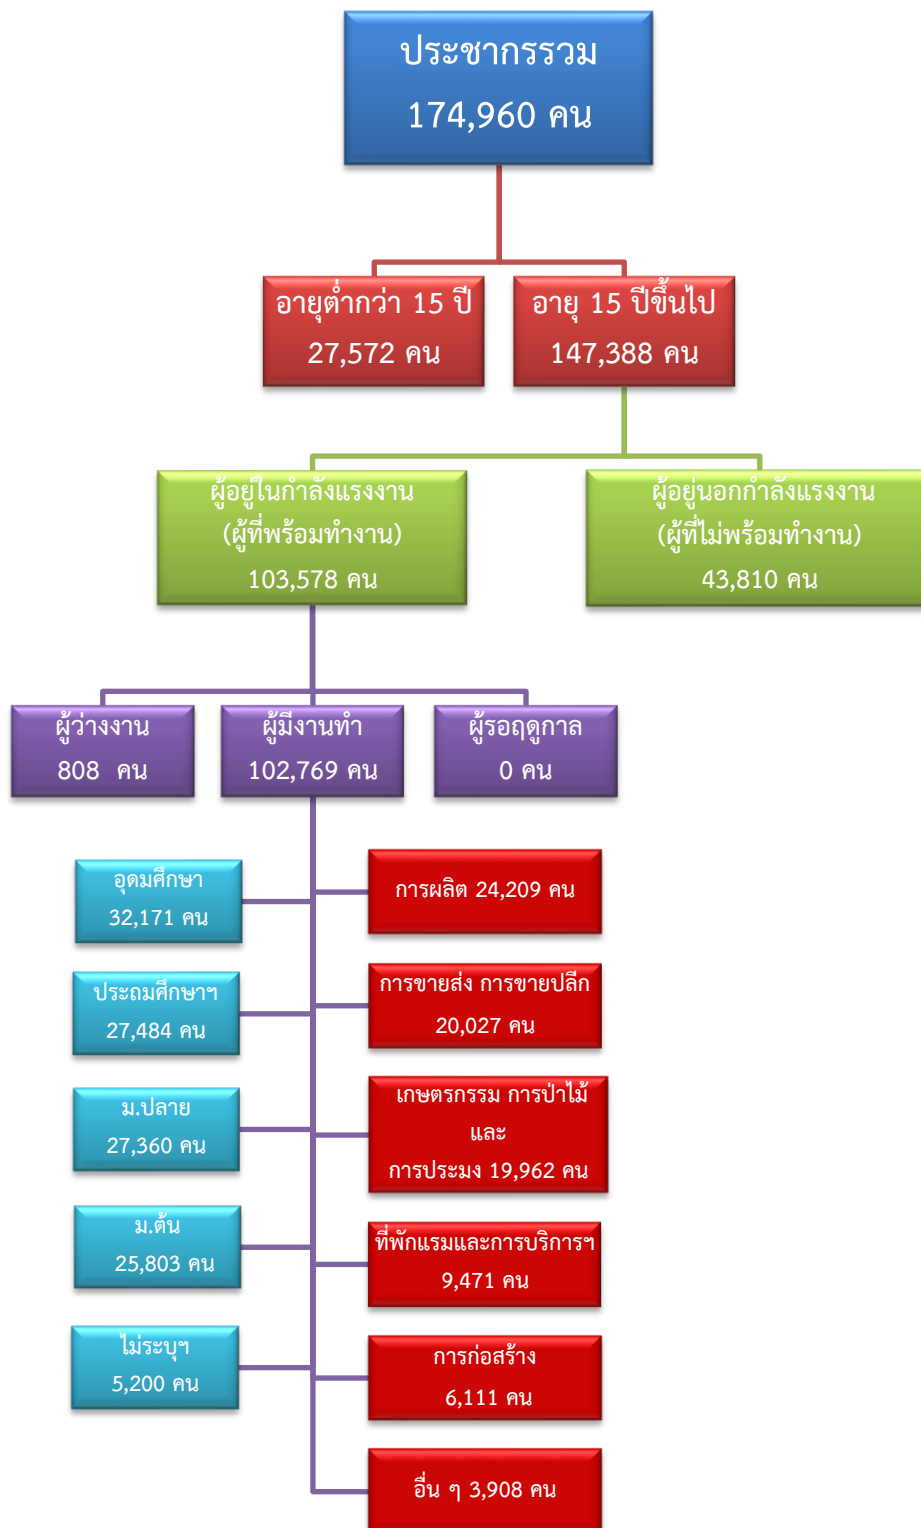 ประชากรรวม
174,960 คน
อายุต่ำกว่า 15 ปี
27,572 คน
อายุ 15 ปีขึ้นไป
147,388 คน
ผู้อยู่ในกำลังแรงงาน
(ผู้ที่พร้อมทำงาน)
103,578 คน
ผู้อยู่นอกกำลังแรงงาน
(ผู้ที่ไม่พร้อมทำงาน)
43,810 คน
ผู้ว่างงาน
808 คน
ผู้มีงานทำ
102,769 คน
ผู้รอฤดูกาล
0 คน
อุดมศึกษา
32,171 คน
ประถมศึกษาฯ
27,484 คน
ม.ปลาย
27,360 คน
ม.ต้น
25,803 คน
ไม่ระบุฯ
5,200 คน
การผลิต 24,209 คน
การขายส่ง การขายปลีก
20,027 คน
เกษตรกรรม การป่าไม้
และ
การประมง 19,962 คน
ที่พักแรมและการบริการฯ
9,471 คน
การก่อสร้าง
6,111 คน
อื่น ๆ 3,908 คน